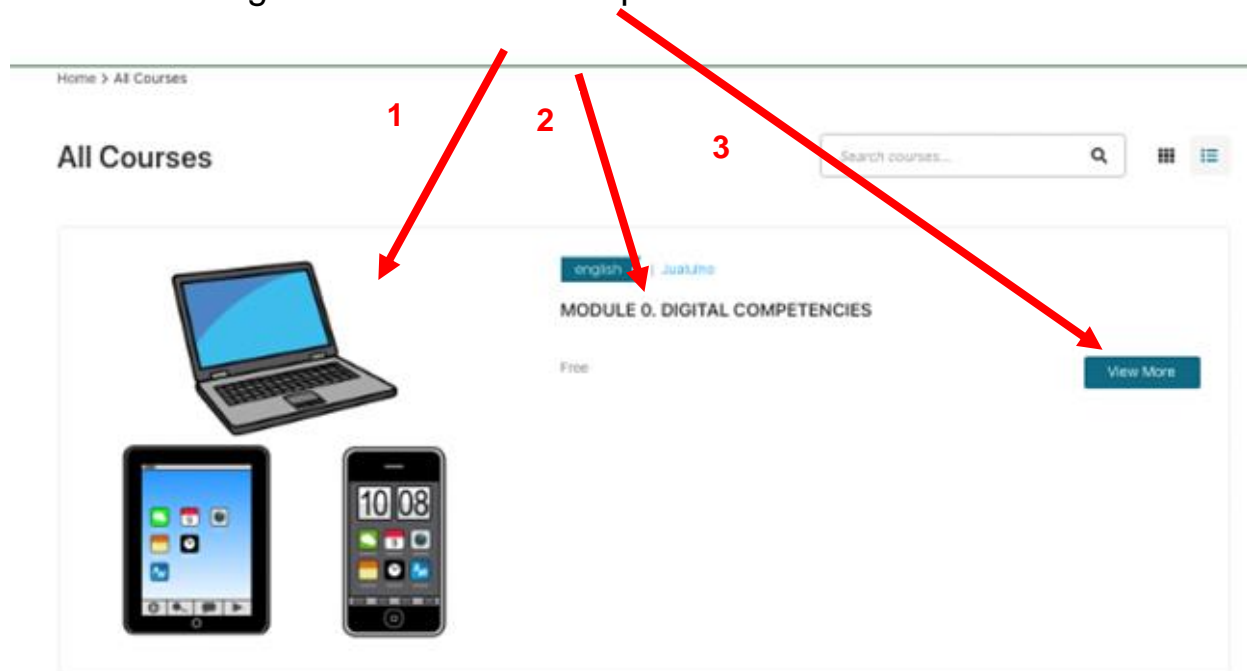 Home > All Courses
1
2
3
All Courses
Search courses...
english
MODULE 0. DIGITAL COMPETENCIES
Free
View More
10 08